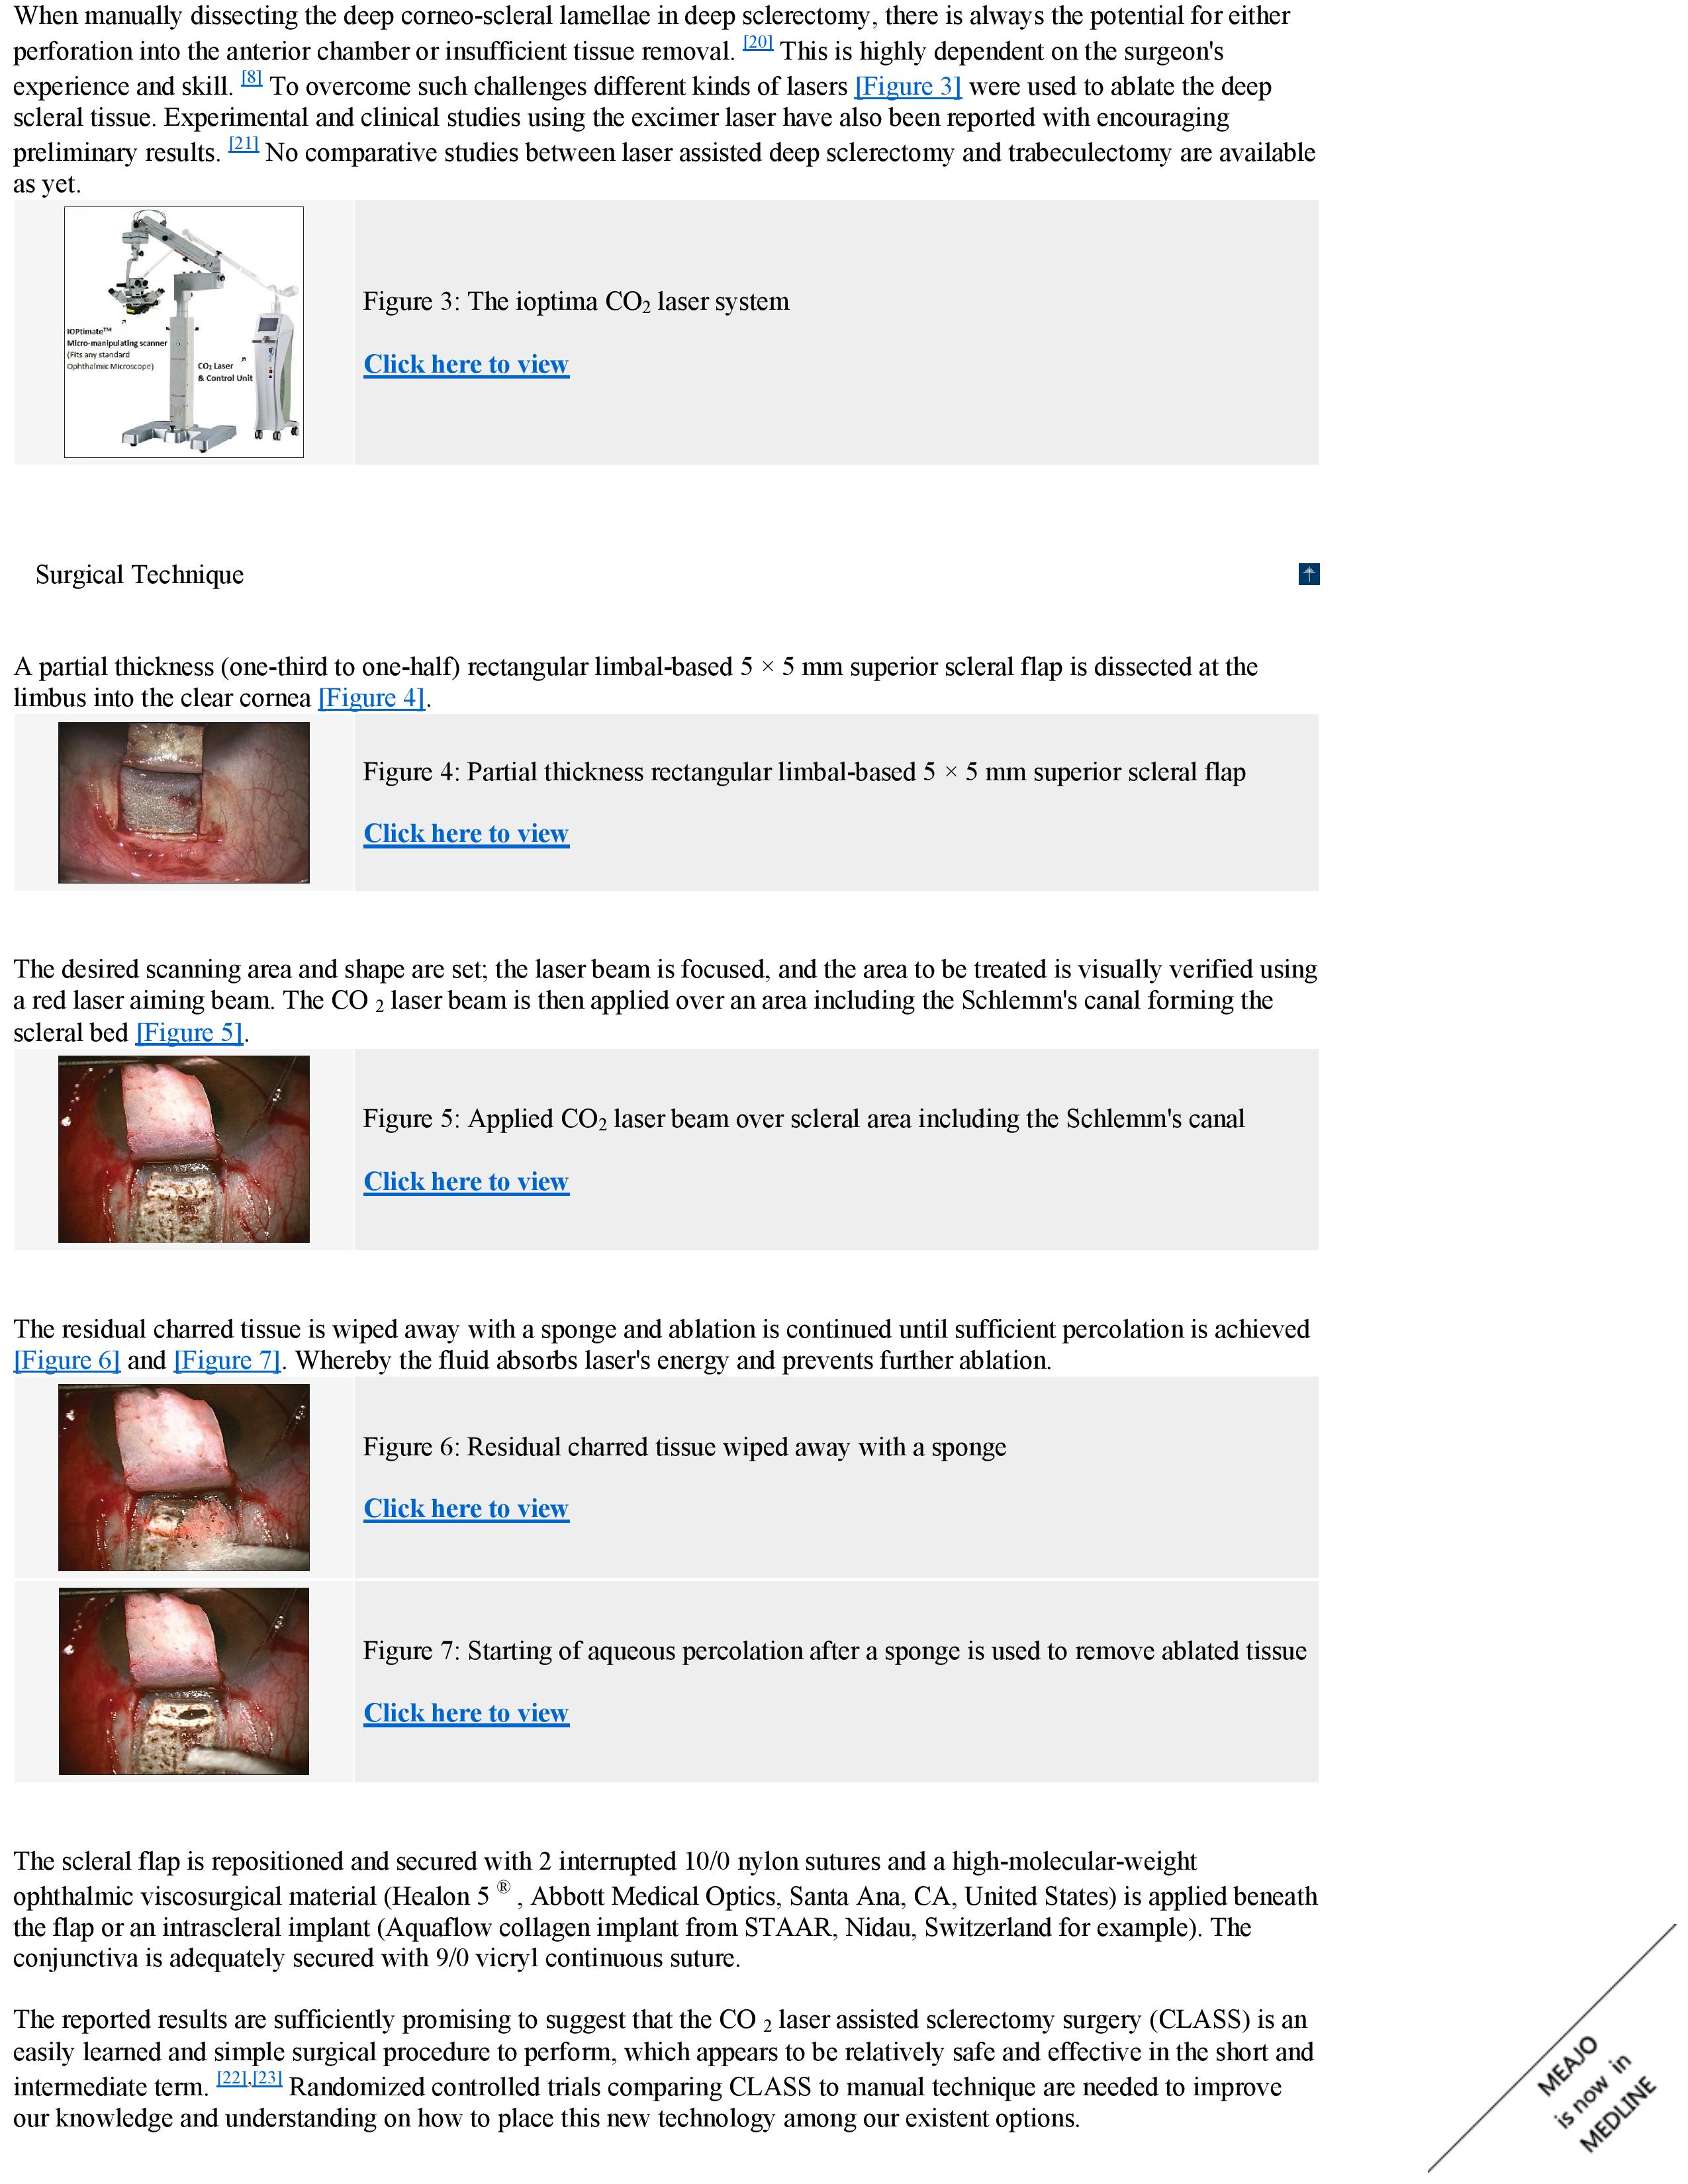 When manually dissecting the deep corneo-scleral lamellae in deep sclerectomy, there is always the potential for either
perforation into the anterior chamber or insufficient tissue removal. [20] This is highly dependent on the surgeon's
experience and skill. [8] To overcome such challenges different kinds of lasers [Figure 3] were used to ablate the deep
scleral tissue. Experimental and clinical studies using the excimer laser have also been reported with encouraging
preliminary results. [21] No comparative studies between laser assisted deep sclerectomy and trabeculectomy are available
as yet.
IOPtimate™
Micro-manipulating scanner
(Fits any standard
Ophthalmic Microscope)
CO₂ Laser
& Control Unit
Figure 3: The ioptima CO₂ laser system
Click here to view
Surgical Technique
A partial thickness (one-third to one-half) rectangular limbal-based 5 × 5 mm superior scleral flap is dissected at the
limbus into the clear cornea [Figure 4].
Figure 4: Partial thickness rectangular limbal-based 5 × 5 mm superior scleral flap
Click here to view
The desired scanning area and shape are set; the laser beam is focused, and the area to be treated is visually verified using
a red laser aiming beam. The CO ₂ laser beam is then applied over an area including the Schlemm's canal forming the
scleral bed [Figure 5].
Figure 5: Applied CO₂ laser beam over scleral area including the Schlemm's canal
Click here to view
The residual charred tissue is wiped away with a sponge and ablation is continued until sufficient percolation is achieved
[Figure 6] and [Figure 7]. Whereby the fluid absorbs laser's energy and prevents further ablation.
Figure 6: Residual charred tissue wiped away with a sponge
Click here to view
Figure 7: Starting of aqueous percolation after a sponge is used to remove ablated tissue
Click here to view
The scleral flap is repositioned and secured with 2 interrupted 10/0 nylon sutures and a high-molecular-weight
ophthalmic viscosurgical material (Healon 5 ® , Abbott Medical Optics, Santa Ana, CA, United States) is applied beneath
the flap or an intrascleral implant (Aquaflow collagen implant from STAAR, Nidau, Switzerland for example). The
conjunctiva is adequately secured with 9/0 vicryl continuous suture.
The reported results are sufficiently promising to suggest that the CO ₂ laser assisted sclerectomy surgery (CLASS) is an
easily learned and simple surgical procedure to perform, which appears to be relatively safe and effective in the short and
intermediate term. [22],[23] Randomized controlled trials comparing CLASS to manual technique are needed to improve
our knowledge and understanding on how to place this new technology among our existent options.
MEAJO
is now in
MEDLINE